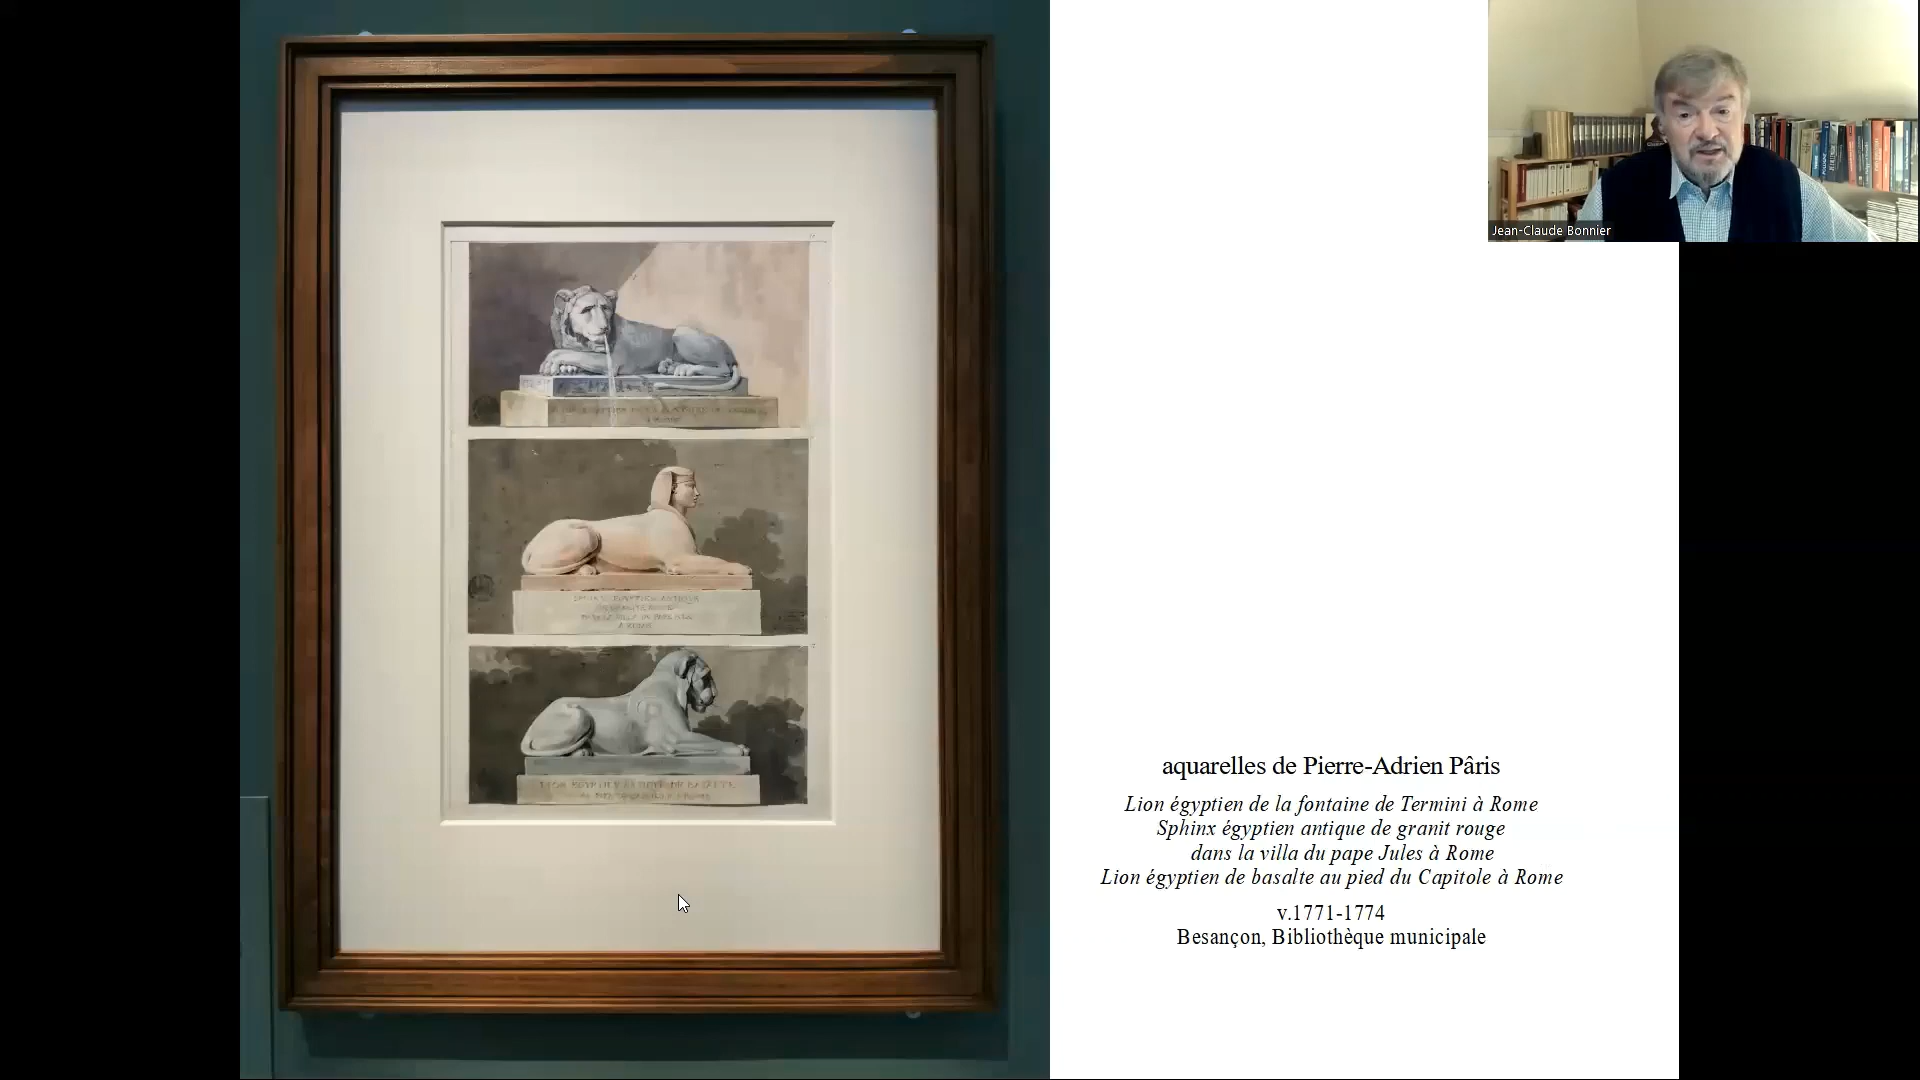 Jean-Claude Bonnier
aquarelles de Pierre-Adrien Pâris
Lion égyptien de la fontaine de Termini à Rome
Sphinx égyptien antique de granit rouge
dans la villa du pape Jules à Rome
Lion égyptien de basalte au pied du Capitole à Rome
v.1771-1774
Besançon, Bibliothèque municipale